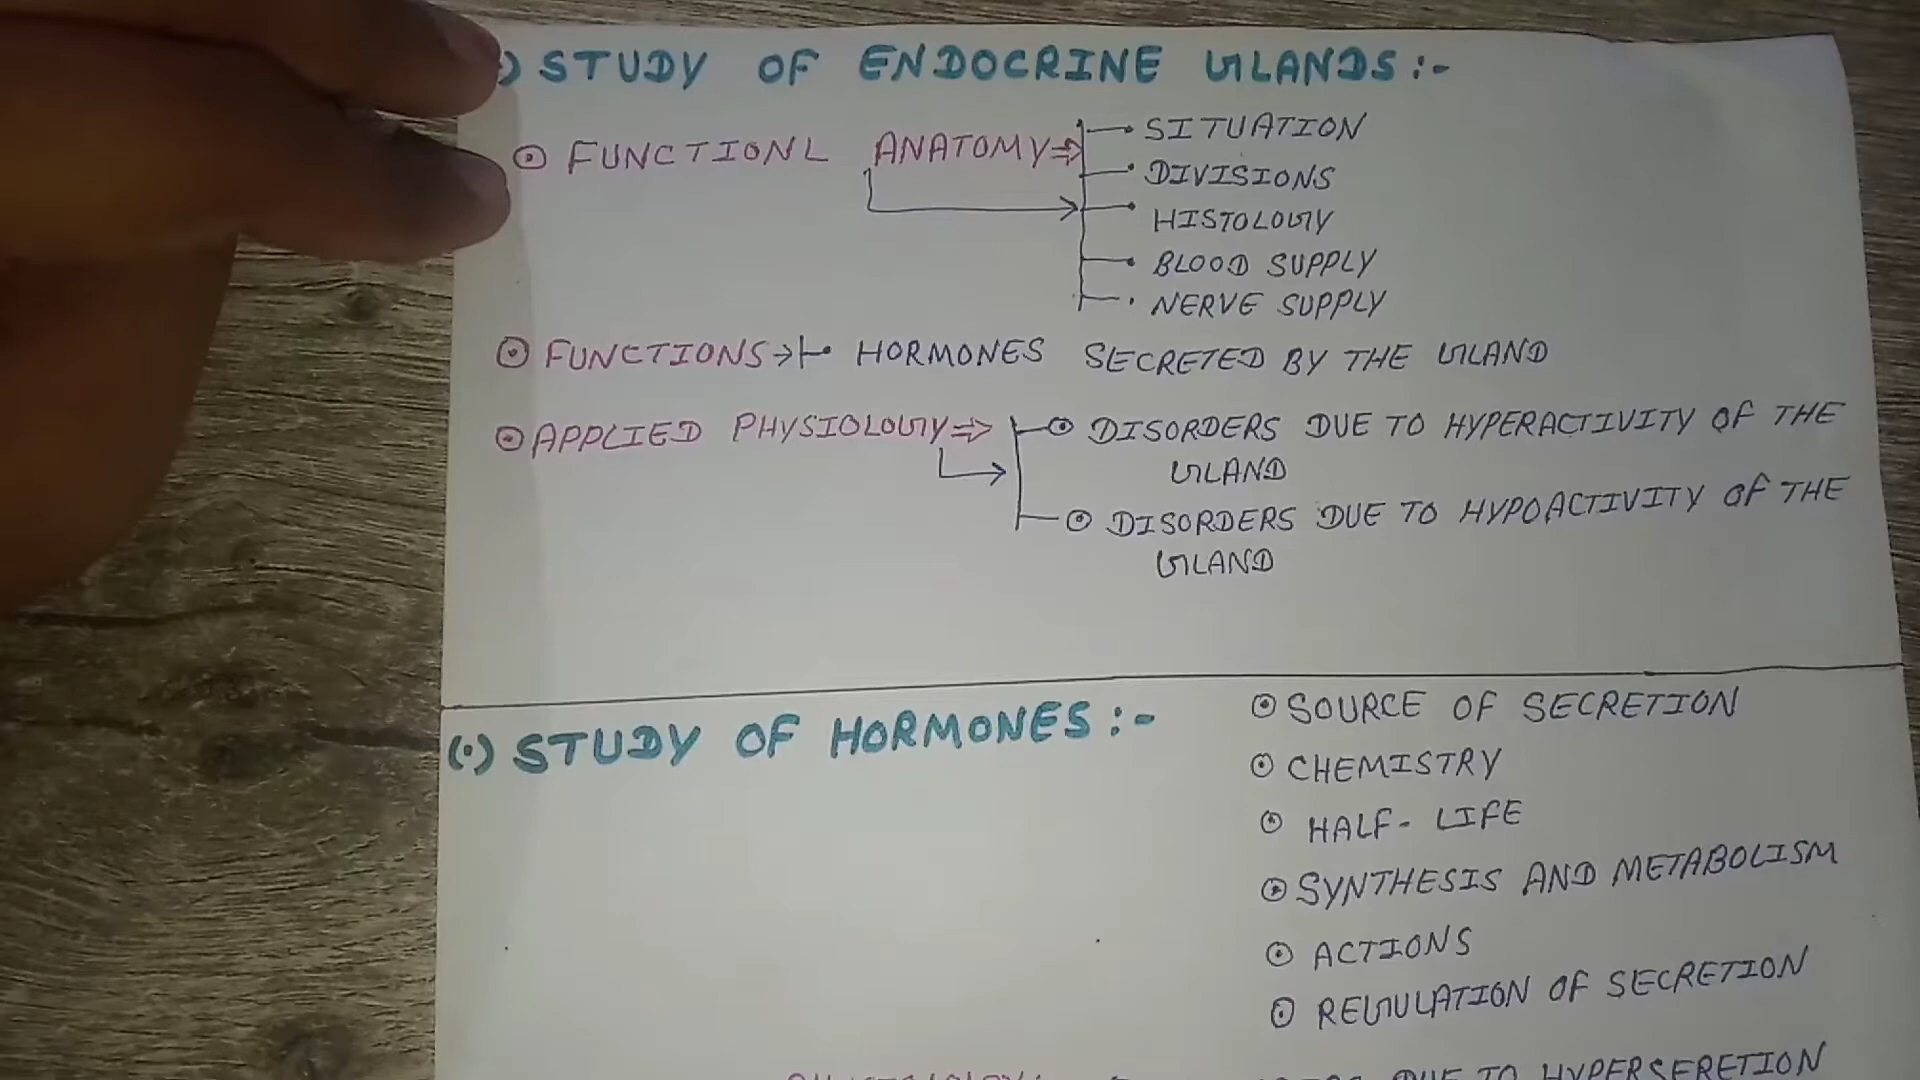 ) STUDY OF ENDOCRINE GLANDS :-
⊙ FUNCTIONL ANATOMY ⇒ • SITUATION
• DIVISIONS
• HISTOLOGY
• BLOOD SUPPLY
• NERVE SUPPLY
⊙ FUNCTIONS → • HORMONES SECRETED BY THE GLAND
⊙ APPLIED PHYSIOLOGY ⇒ ⊙ DISORDERS DUE TO HYPERACTIVITY OF THE
GLAND
⊙ DISORDERS DUE TO HYPOACTIVITY OF THE
GLAND
(•) STUDY OF HORMONES :-
⊙ SOURCE OF SECRETION
⊙ CHEMISTRY
⊙ HALF - LIFE
⊙ SYNTHESIS AND METABOLISM
⊙ ACTIONS
⊙ REGULATION OF SECRETION
DUE TO HYPERSERETION